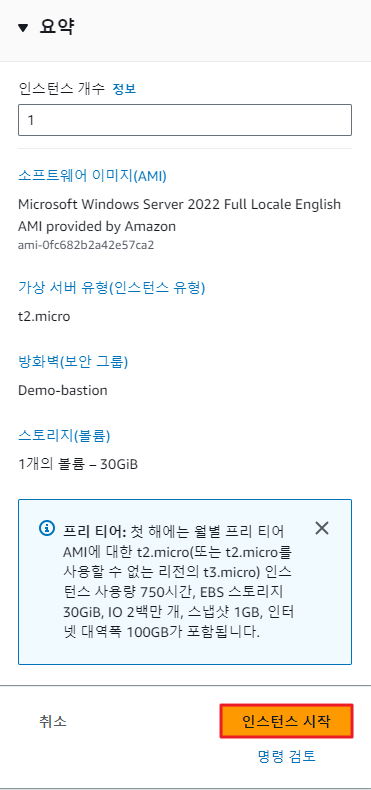 ▼ 요약
인스턴스 개수 정보
1
소프트웨어 이미지(AMI)
Microsoft Windows Server 2022 Full Locale English
AMI provided by Amazon
ami-0fc682b2a42e57ca2
가상 서버 유형(인스턴스 유형)
t2.micro
방화벽(보안 그룹)
Demo-bastion
스토리지(볼륨)
1개의 볼륨 – 30GiB
프리 티어: 첫 해에는 월별 프리 티어
AMI에 대한 t2.micro(또는 t2.micro를
사용할 수 없는 리전의 t3.micro) 인스
턴스 사용량 750시간, EBS 스토리지
30GiB, IO 2백만 개, 스냅샷 1GB, 인터
넷 대역폭 100GB가 포함됩니다.
취소 인스턴스 시작
명령 검토